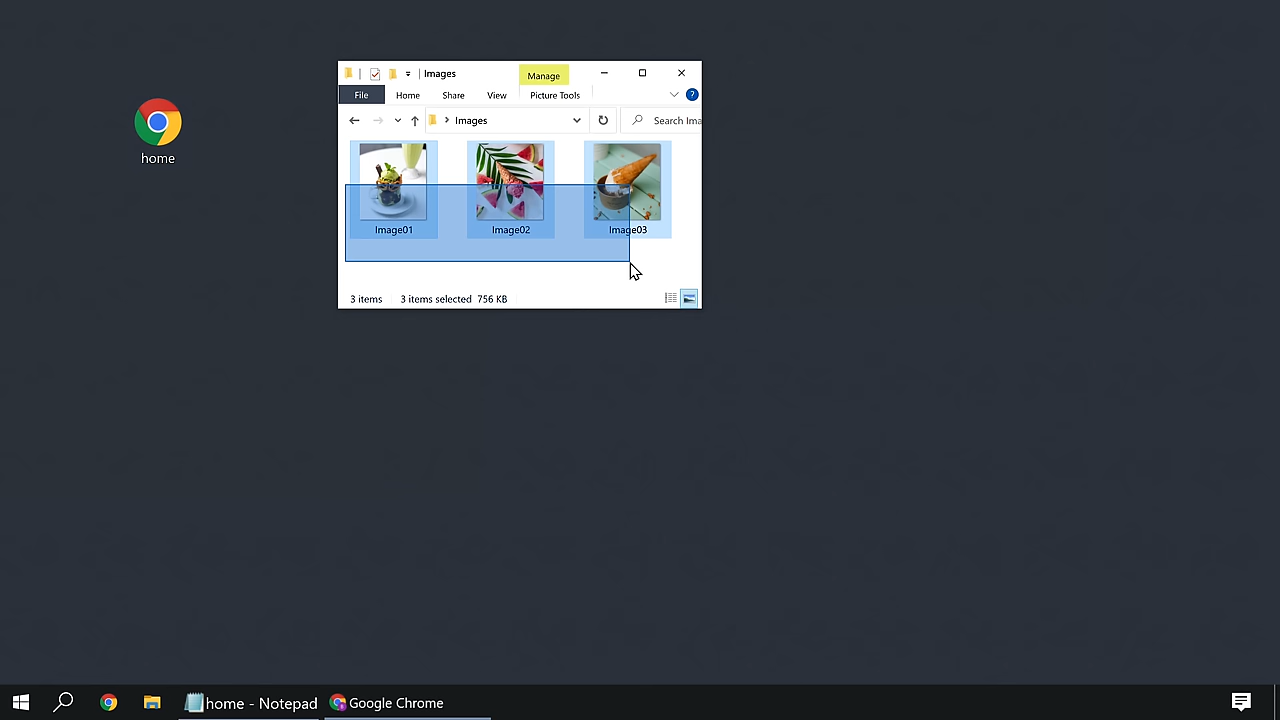 Images
Manage
File
Home
Share
View
Picture Tools
?
Images
Search Ima
home
Image01
Image02
Image03
3 items
3 items selected 756 KB
home - Notepad
Google Chrome